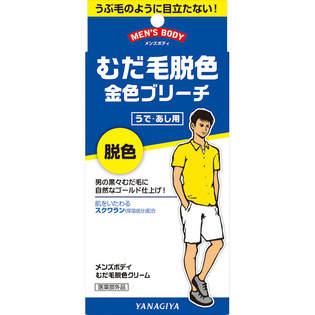 うぶ毛のように目立たない!
MEN'S BODY
メンズボディ
むだ毛脱色
金色ブリーチ
うで・あし用
脱色
男の黒々むだ毛に
自然なゴールド仕上げ!
肌をいたわる
スクワラン(保湿成分)配合
メンズボディ
むだ毛脱色クリーム
医薬部外品
YANAGIYA